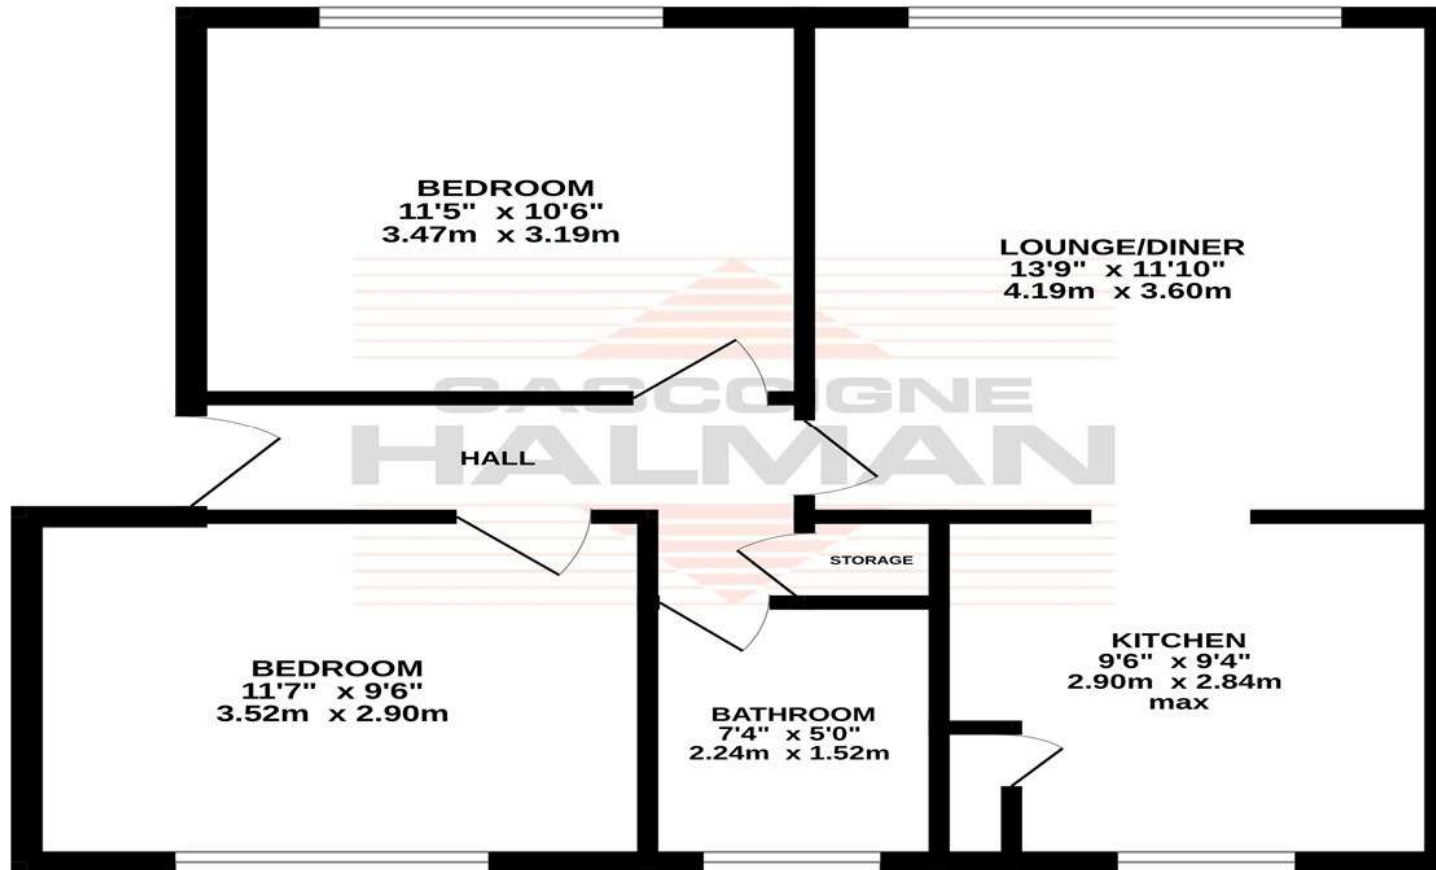 BEDROOM
11'5" x 10'6"
3.47m x 3.19m
LOUNGE/DINER
13'9" x 11'10"
4.19m x 3.60m
GASCOIGNE
HALMAN
HALL
STORAGE
BEDROOM
11'7" x 9'6"
3.52m x 2.90m
BATHROOM
7'4" x 5'0"
2.24m x 1.52m
KITCHEN
9'6" x 9'4"
2.90m x 2.84m
max